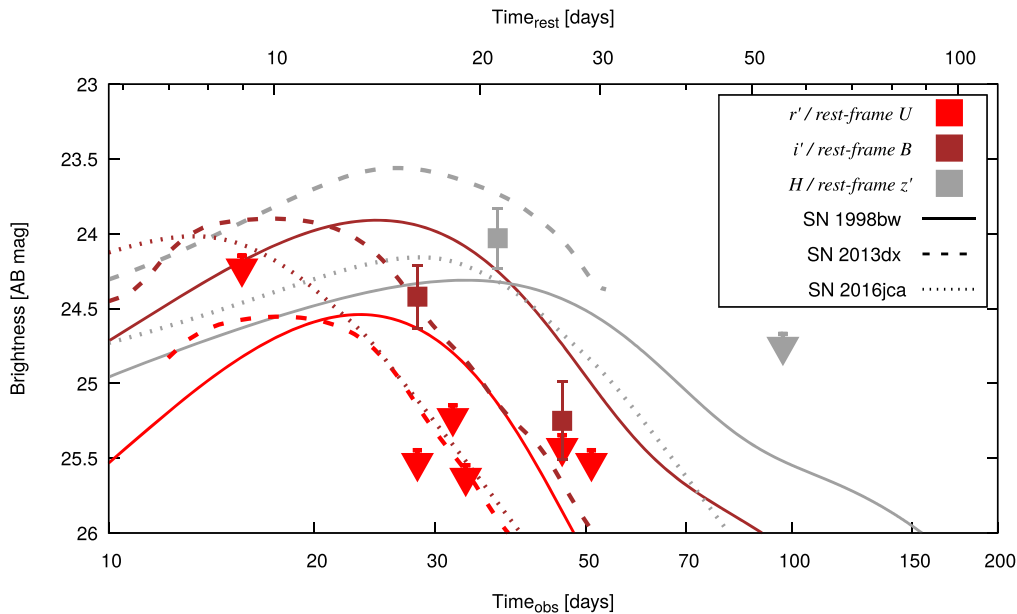 Time_rest [days]
10 20 30 50 100
23
23.5
24
24.5
25
25.5
26
Brightness [AB mag]
r' / rest-frame U
i' / rest-frame B
H / rest-frame z'
SN 1998bw
SN 2013dx
SN 2016jca
10 20 30 50 70 100 150 200
Time_obs [days]